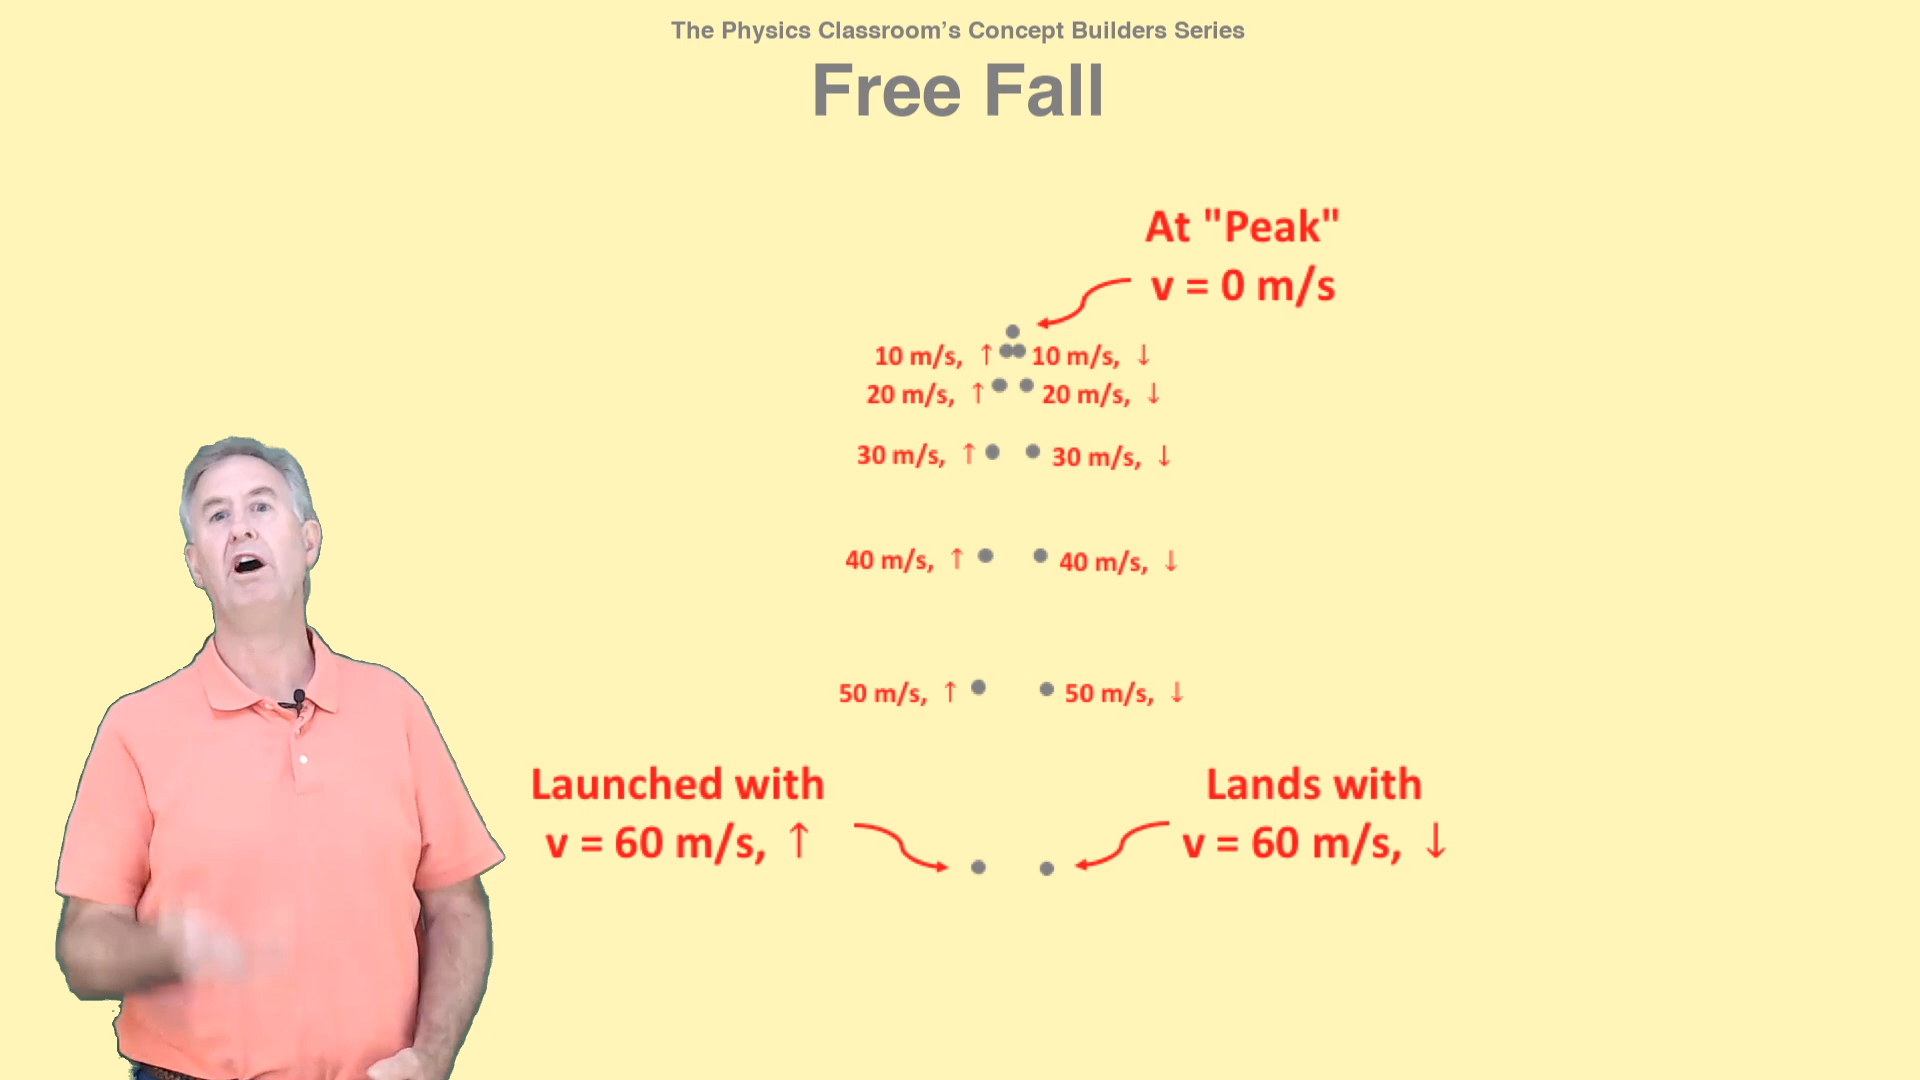 The Physics Classroom’s Concept Builders Series
Free Fall
At "Peak"
v = 0 m/s
10 m/s, ↑ 10 m/s, ↓
20 m/s, ↑ 20 m/s, ↓
30 m/s, ↑ 30 m/s, ↓
40 m/s, ↑ 40 m/s, ↓
50 m/s, ↑ 50 m/s, ↓
Launched with
v = 60 m/s, ↑
Lands with
v = 60 m/s, ↓